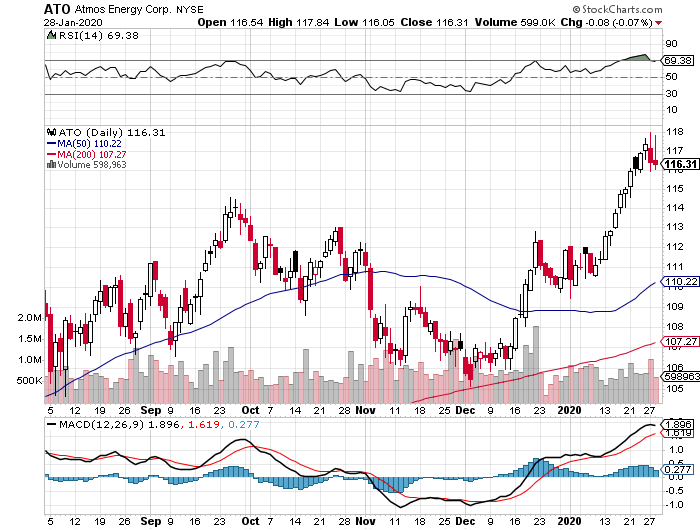 ATO Atmos Energy Corp. NYSE © StockCharts.com
28-Jan-2020 Open 116.54 High 117.84 Low 116.05 Close 116.31 Volume 599.0K Chg -0.08 (-0.07%)
RSI(14) 69.38
90
70
69.38
50
30
10
ATO (Daily) 116.31
MA(50) 110.22
MA(200) 107.27
Volume 598,963
118
117
116.31
116
115
114
113
112
111
110.22
110
109
108
107.27
107
106
598963
105
2.0M
1.5M
1.0M
500K
5 12 19 26 Sep 9 16 23 Oct 7 14 21 28 Nov 11 18 25 Dec 9 16 23 2020 13 21 27
MACD(12,26,9) 1.896, 1.619, 0.277
1.896
1.619
1.0
0.5
0.277
0.0
-0.5
-1.0
5 12 19 26 Sep 9 16 23 Oct 7 14 21 28 Nov 11 18 25 Dec 9 16 23 2020 13 21 27